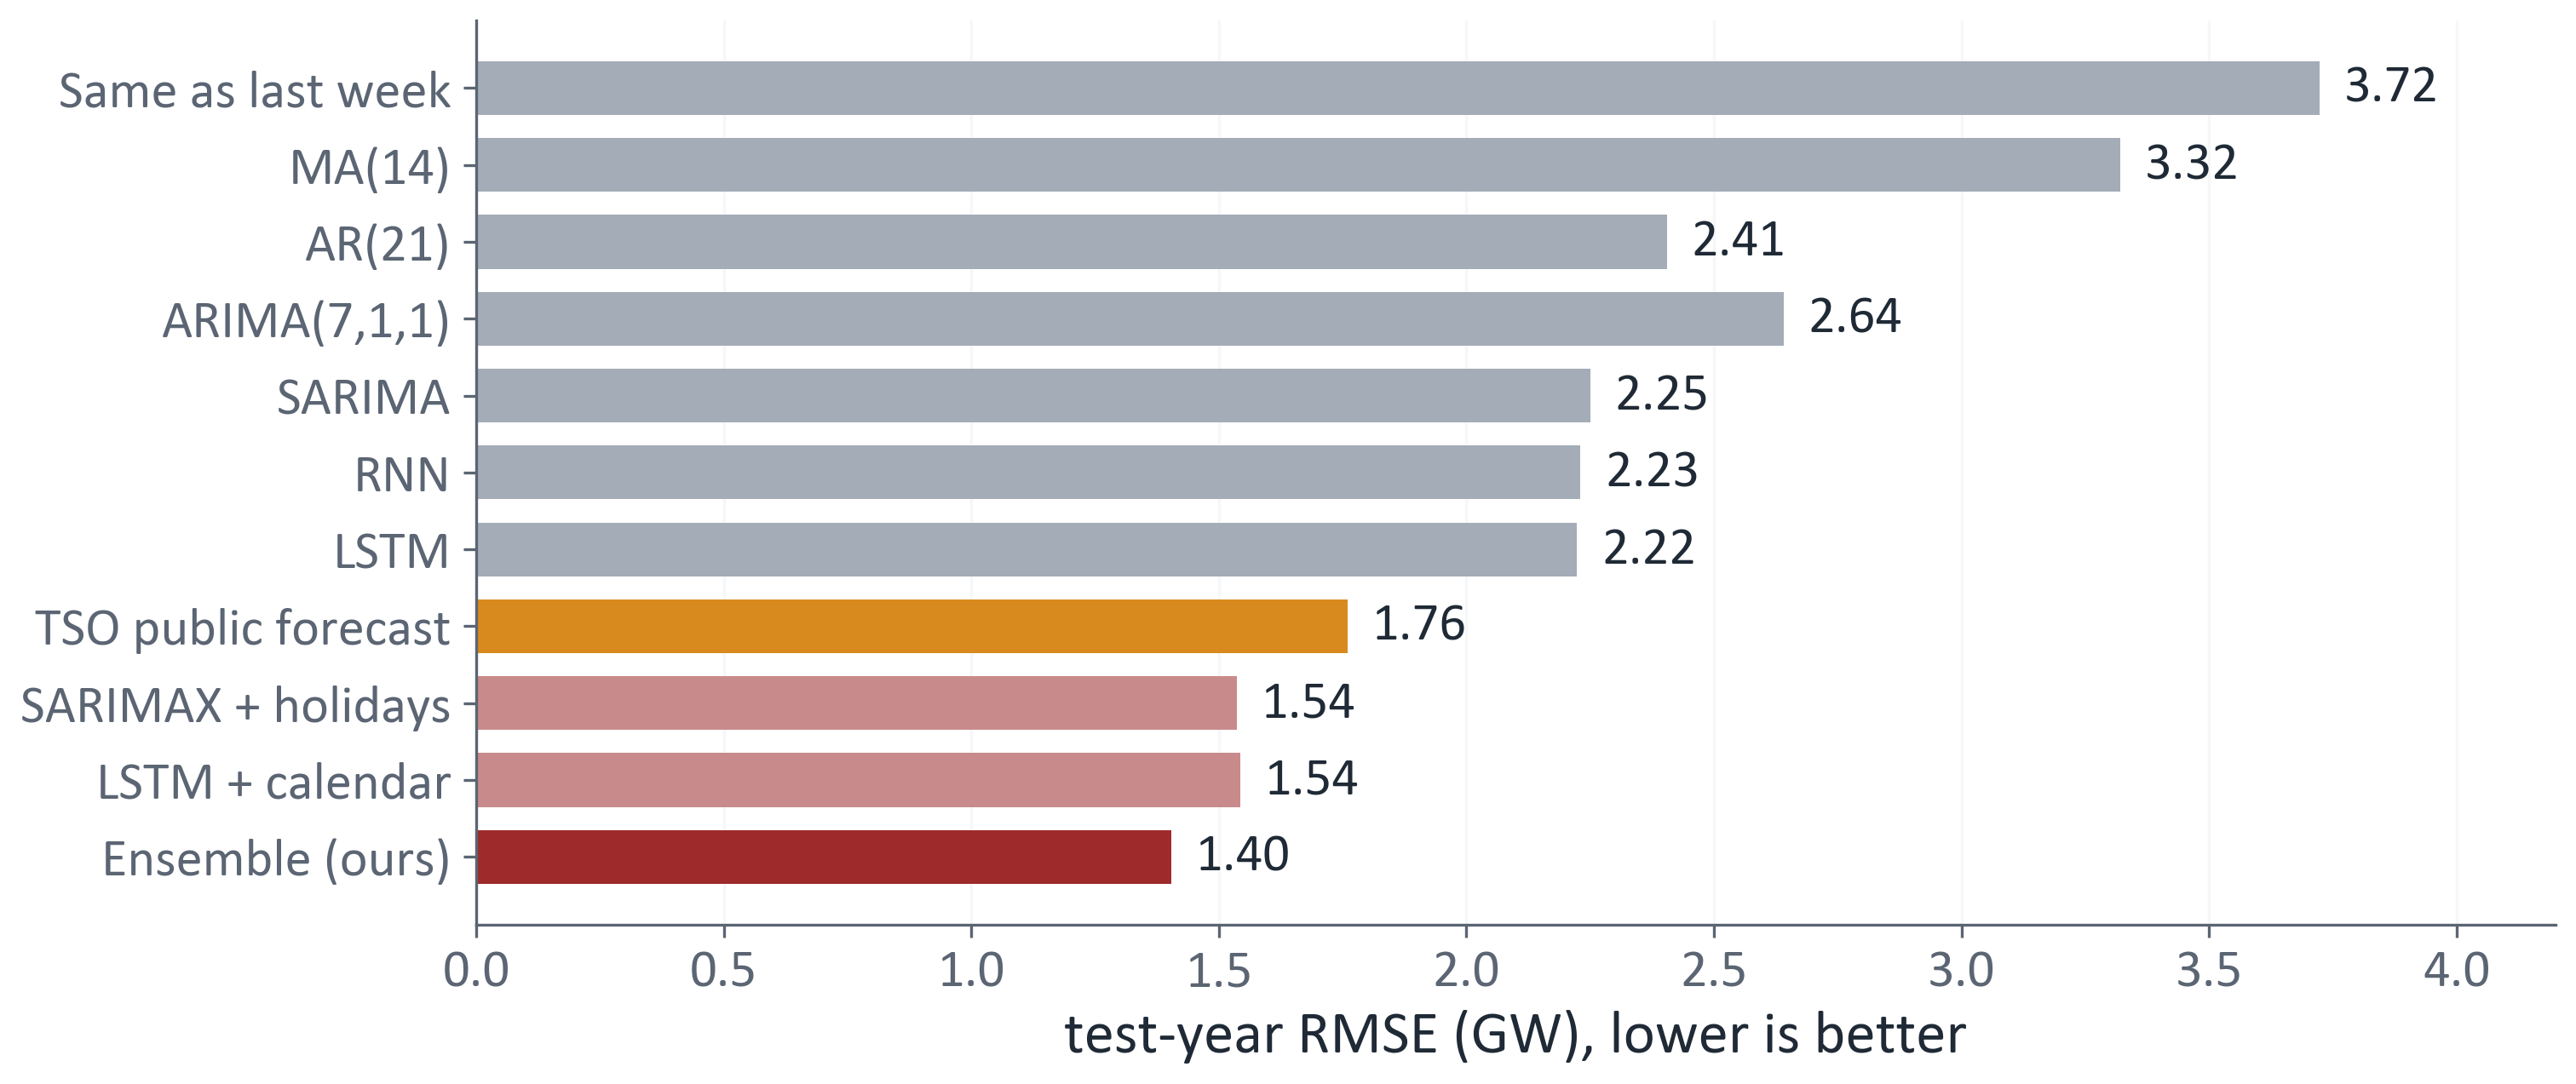 Same as last week 3.72
MA(14) 3.32
AR(21) 2.41
ARIMA(7,1,1) 2.64
SARIMA 2.25
RNN 2.23
LSTM 2.22
TSO public forecast 1.76
SARIMAX + holidays 1.54
LSTM + calendar 1.54
Ensemble (ours) 1.40
0.0 0.5 1.0 1.5 2.0 2.5 3.0 3.5 4.0
test-year RMSE (GW), lower is better